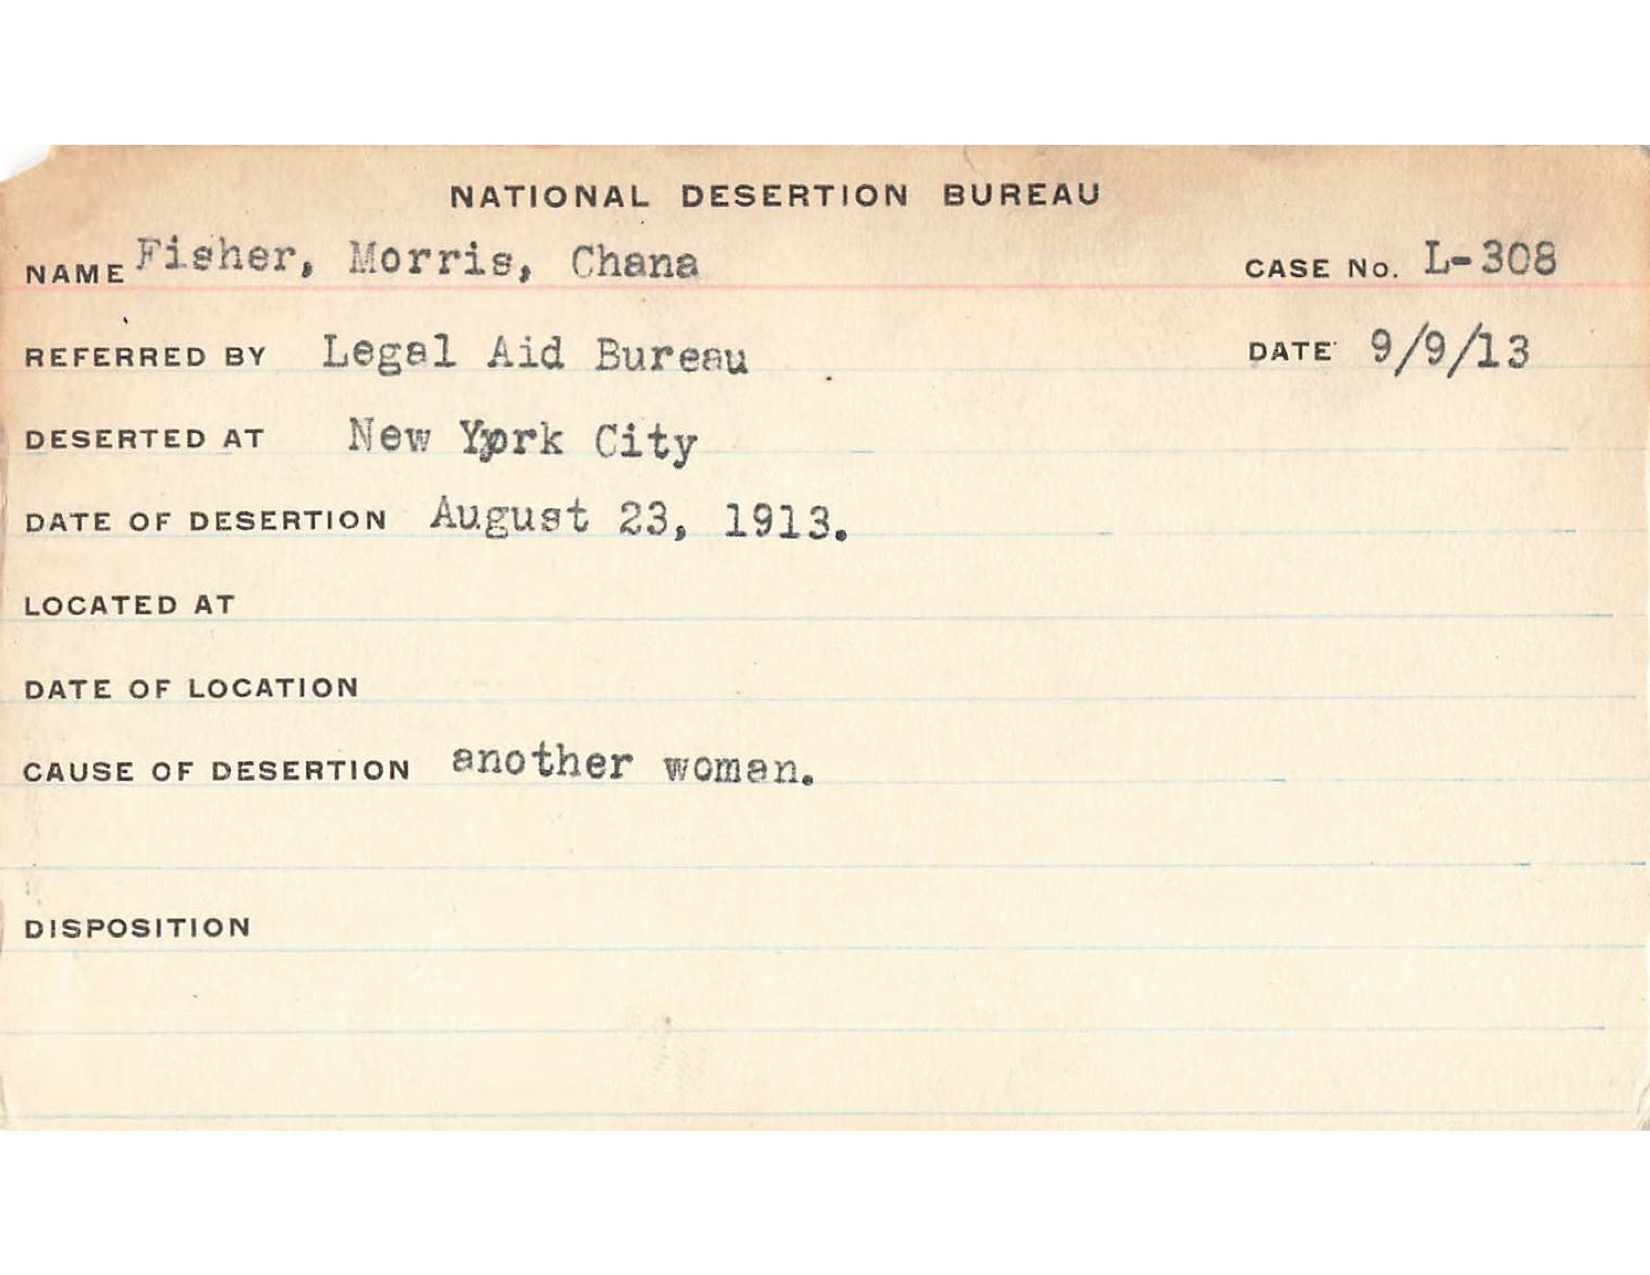 NATIONAL DESERTION BUREAU
NAME Fisher, Morris, Chana CASE No. L-308
REFERRED BY Legal Aid Bureau DATE 9/9/13
DESERTED AT New York City
DATE OF DESERTION August 23, 1913.
LOCATED AT
DATE OF LOCATION
CAUSE OF DESERTION another woman.
DISPOSITION